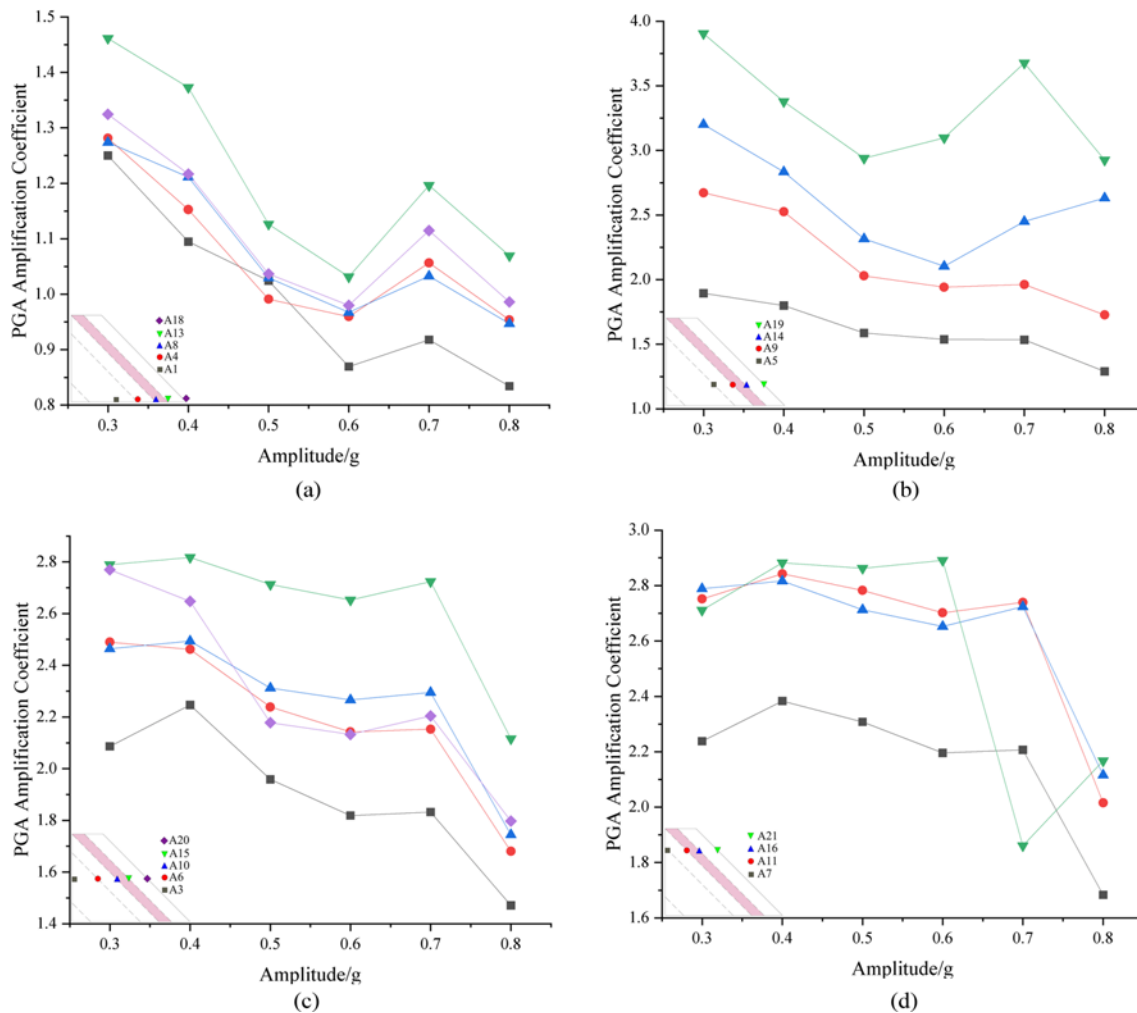 PGA Amplification Coefficient
1.5
1.4
1.3
1.2
1.1
1.0
0.9
0.8
A18
A13
A8
A4
A1
0.3 0.4 0.5 0.6 0.7 0.8
Amplitude/g
(a)
PGA Amplification Coefficient
4.0
3.5
3.0
2.5
2.0
1.5
1.0
A19
A14
A9
A5
0.3 0.4 0.5 0.6 0.7 0.8
Amplitude/g
(b)
PGA Amplification Coefficient
2.8
2.6
2.4
2.2
2.0
1.8
1.6
1.4
A20
A15
A10
A6
A3
0.3 0.4 0.5 0.6 0.7 0.8
Amplitude/g
(c)
PGA Amplification Coefficient
3.0
2.8
2.6
2.4
2.2
2.0
1.8
1.6
A21
A16
A11
A7
0.3 0.4 0.5 0.6 0.7 0.8
Amplitude/g
(d)